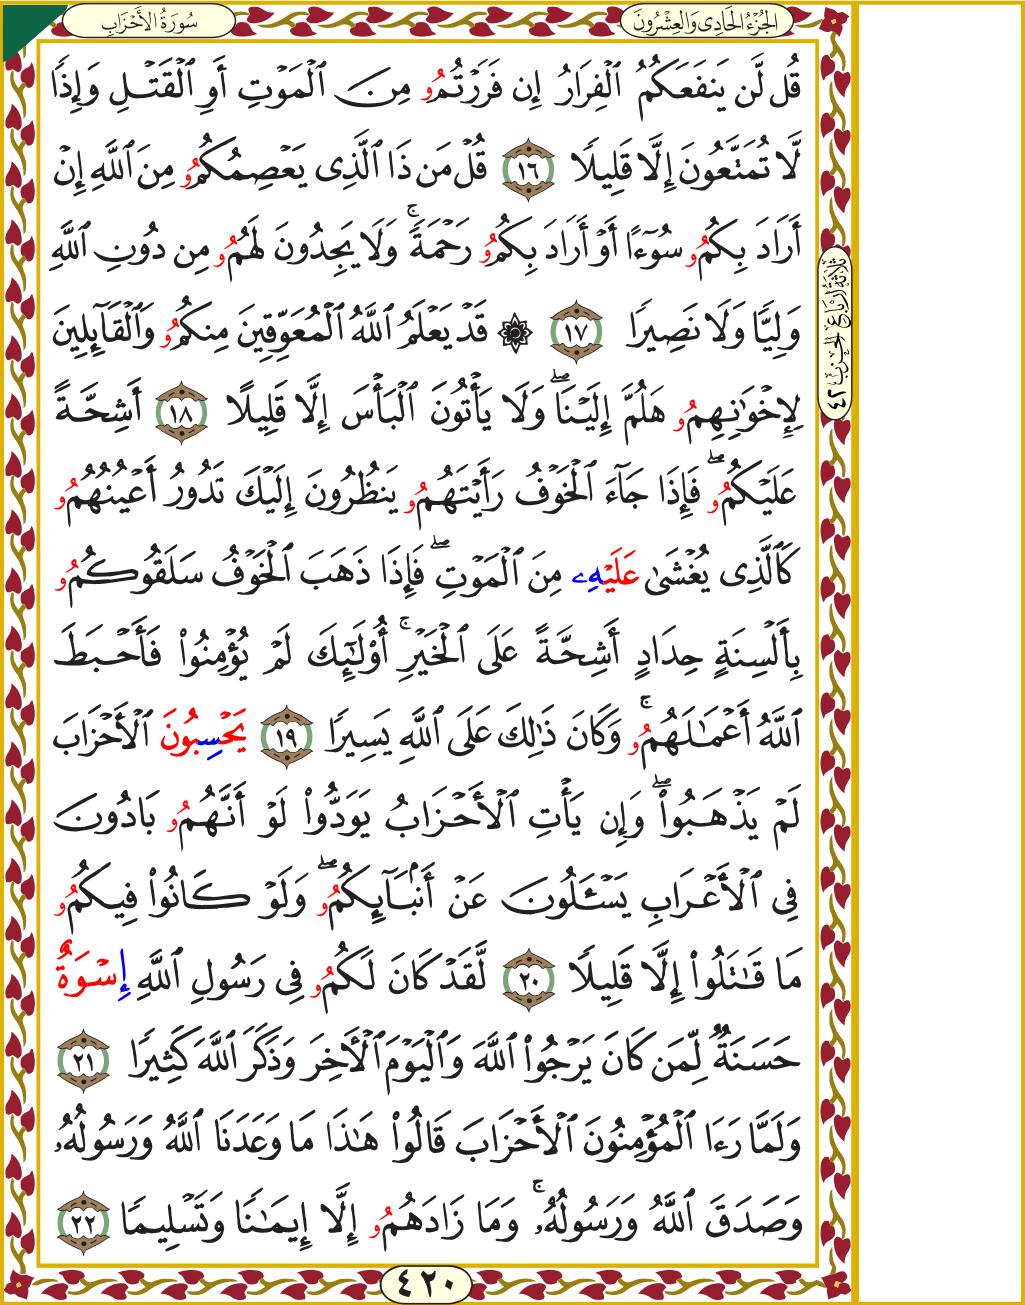 الجُزْءُ الحَادِى وَالعِشْرُونَ
سُورَةُ الأَحْزَابِ
قُل لَّن يَنفَعَكُمُ ٱلْفِرَارُ إِن فَرَرْتُمُۥ مِنَ ٱلْمَوْتِ أَوِ ٱلْقَتْلِ وَإِذًا
لَّا تُمَتَّعُونَ إِلَّا قَلِيلًا ١٦ قُلْ مَن ذَا ٱلَّذِى يَعْصِمُكُمُۥ مِنَ ٱللَّهِ إِنْ
أَرَادَ بِكُمُۥ سُوٓءًا أَوْ أَرَادَ بِكُمُۥ رَحْمَةً ۚ وَلَا يَجِدُونَ لَهُمُۥ مِن دُونِ ٱللَّهِ
وَلِيًّا وَلَا نَصِيرًا ١٧ ۞ قَدْ يَعْلَمُ ٱللَّهُ ٱلْمُعَوِّقِينَ مِنكُمُۥ وَٱلْقَآئِلِينَ
لِإِخْوَٰنِهِمُۥ هَلُمَّ إِلَيْنَا ۖ وَلَا يَأْتُونَ ٱلْبَأْسَ إِلَّا قَلِيلًا ١٨ أَشِحَّةً
عَلَيْكُمُۥ ۖ فَإِذَا جَآءَ ٱلْخَوْفُ رَأَيْتَهُمُۥ يَنظُرُونَ إِلَيْكَ تَدُورُ أَعْيُنُهُمُۥ
كَٱلَّذِى يُغْشَىٰ عَلَيْهِۦ مِنَ ٱلْمَوْتِ ۖ فَإِذَا ذَهَبَ ٱلْخَوْفُ سَلَقُوكُمُۥ
بِأَلْسِنَةٍ حِدَادٍ أَشِحَّةً عَلَى ٱلْخَيْرِ ۚ أُو۟لَٰٓئِكَ لَمْ يُؤْمِنُوا۟ فَأَحْبَطَ
ٱللَّهُ أَعْمَٰلَهُمُۥ ۚ وَكَانَ ذَٰلِكَ عَلَى ٱللَّهِ يَسِيرًا ١٩ يَحْسِبُونَ ٱلْأَحْزَابَ
لَمْ يَذْهَبُوا۟ ۖ وَإِن يَأْتِ ٱلْأَحْزَابُ يَوَدُّوا۟ لَوْ أَنَّهُمُۥ بَادُونَ
فِى ٱلْأَعْرَابِ يَسْـَٔلُونَ عَنْ أَنۢبَآئِكُمُۥ ۖ وَلَوْ كَانُوا۟ فِيكُمُۥ
مَا قَٰتَلُوا۟ إِلَّا قَلِيلًا ٢٠ لَّقَدْ كَانَ لَكُمُۥ فِى رَسُولِ ٱللَّهِ إِسْوَةٌ
حَسَنَةٌ لِّمَن كَانَ يَرْجُوا۟ ٱللَّهَ وَٱلْيَوْمَ ٱلْأَخِرَ وَذَكَرَ ٱللَّهَ كَثِيرًا ٢١
وَلَمَّا رَءَا ٱلْمُؤْمِنُونَ ٱلْأَحْزَابَ قَالُوا۟ هَٰذَا مَا وَعَدَنَا ٱللَّهُ وَرَسُولُهُۥ
وَصَدَقَ ٱللَّهُ وَرَسُولُهُۥ ۚ وَمَا زَادَهُمُۥ إِلَّا إِيمَٰنًا وَتَسْلِيمًا ٢٢
ثَلَاثَةُ أَرْبَاعِ الحِزْبِ ٤٢
٤٢٠